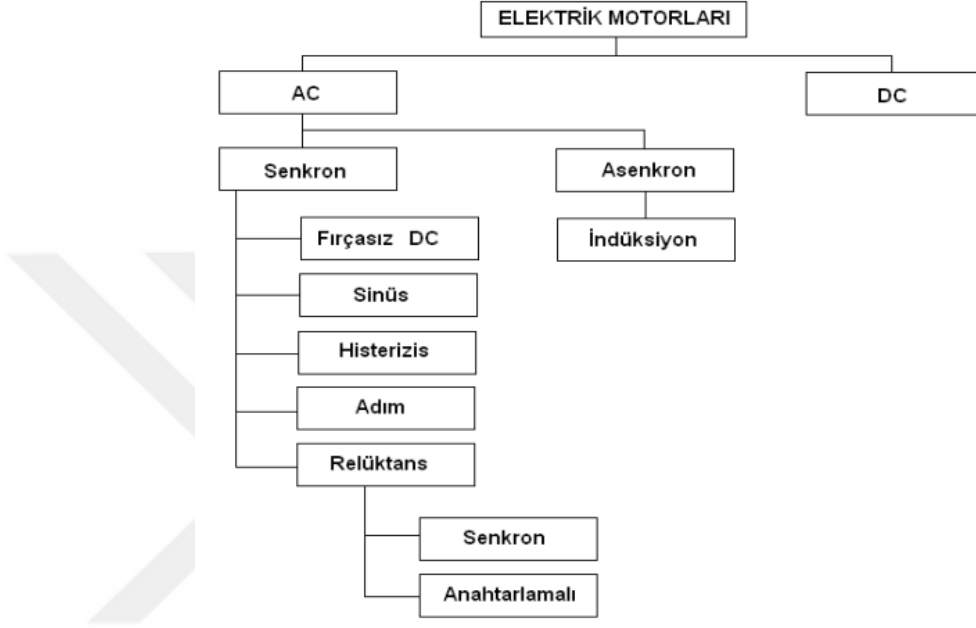 ELEKTRİK MOTORLARI
AC
DC
Senkron
Asenkron
Fırçasız DC
İndüksiyon
Sinüs
Histerizis
Adım
Relüktans
Senkron
Anahtarlamalı